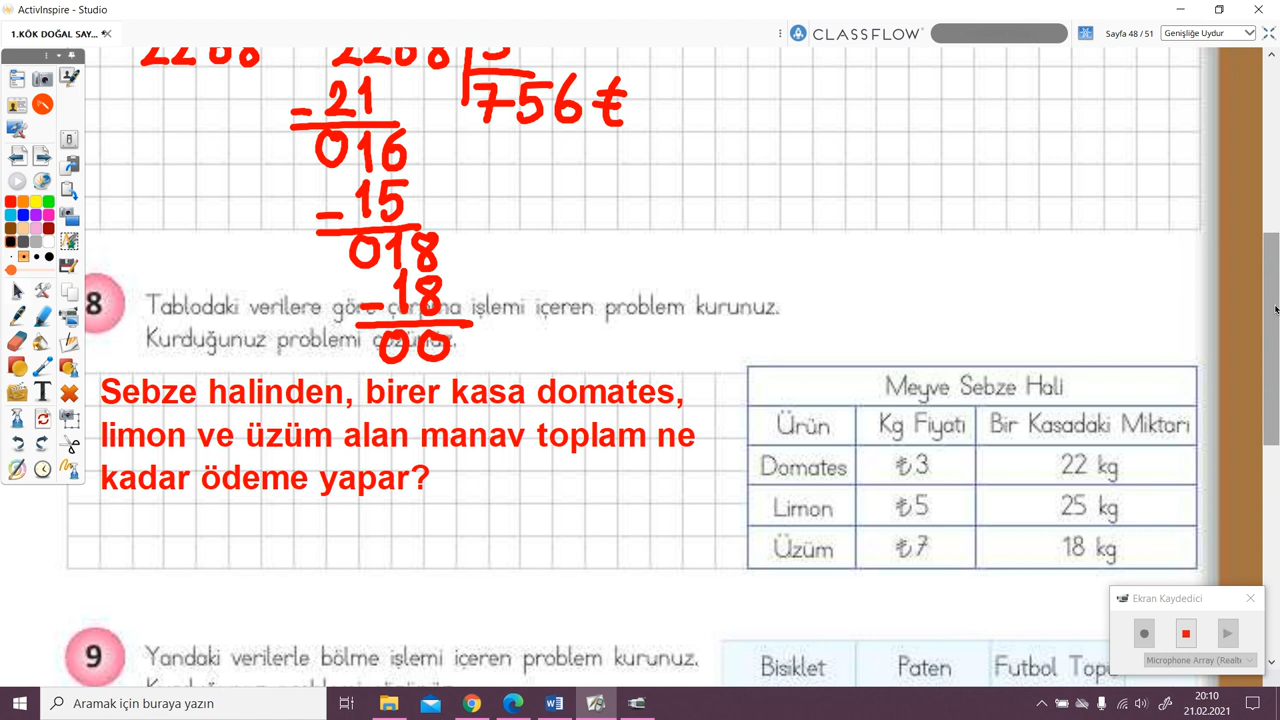 ActivInspire - Studio
1.KÖK DOĞAL SAY...
CLASSFLOW
Sayfa 48 / 51
Genişliğe Uydur
2268 2268 3
- 21 756 ₺
016
- 15
018
- 18
00
8 Tablodaki verilere göre çarpma işlemi içeren problem kurunuz.
Kurduğunuz problemi çözünüz.
Sebze halinden, birer kasa domates,
limon ve üzüm alan manav toplam ne
kadar ödeme yapar?
Meyve Sebze Hali
Ürün Kg Fiyatı Bir Kasadaki Miktarı
Domates ₺3 22 kg
Limon ₺5 25 kg
Üzüm ₺7 18 kg
Ekran Kaydedici
Microphone Array (Realt
9 Yandaki verilerle bölme işlemi içeren problem kurunuz.
Bisiklet Paten Futbol Topu
Aramak için buraya yazın
20:10
21.02.2021